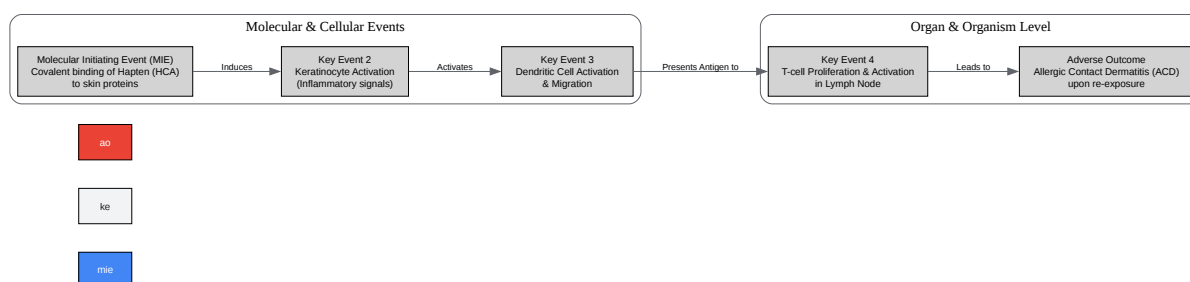 Molecular & Cellular Events
Organ & Organism Level
Molecular Initiating Event (MIE)
Covalent binding of Hapten (HCA)
to skin proteins
Induces
Key Event 2
Keratinocyte Activation
(Inflammatory signals)
Activates
Key Event 3
Dendritic Cell Activation
& Migration
Presents Antigen to
Key Event 4
T-cell Proliferation & Activation
in Lymph Node
Leads to
Adverse Outcome
Allergic Contact Dermatitis (ACD)
upon re-exposure
ao
ke
mie